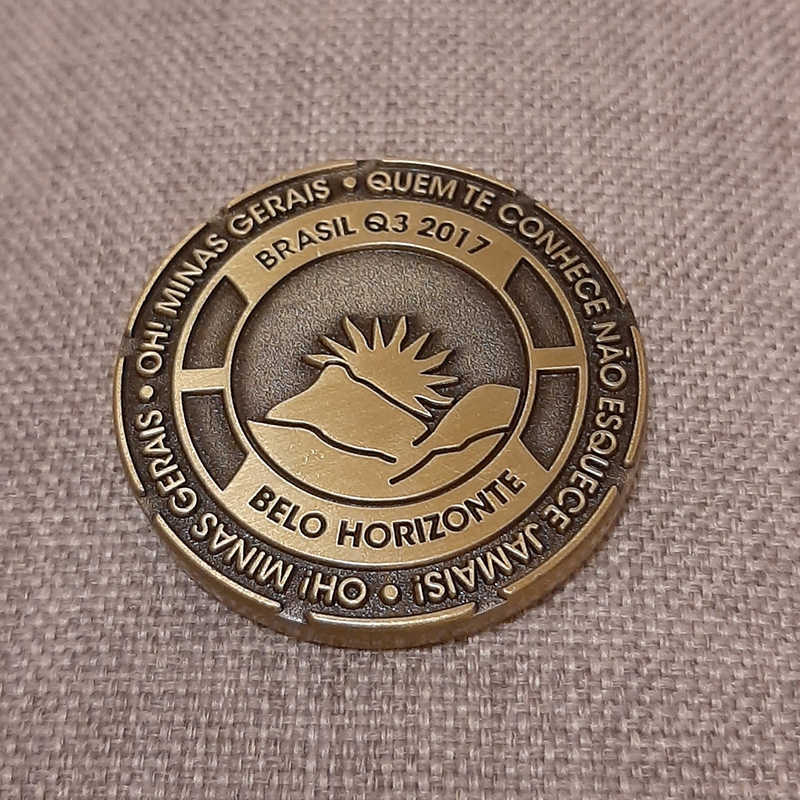 OH! MINAS GERAIS • QUEM TE CONHECE NÃO ESQUECE JAMAIS! • OH! MINAS GERAIS •
BRASIL Q3 2017
BELO HORIZONTE